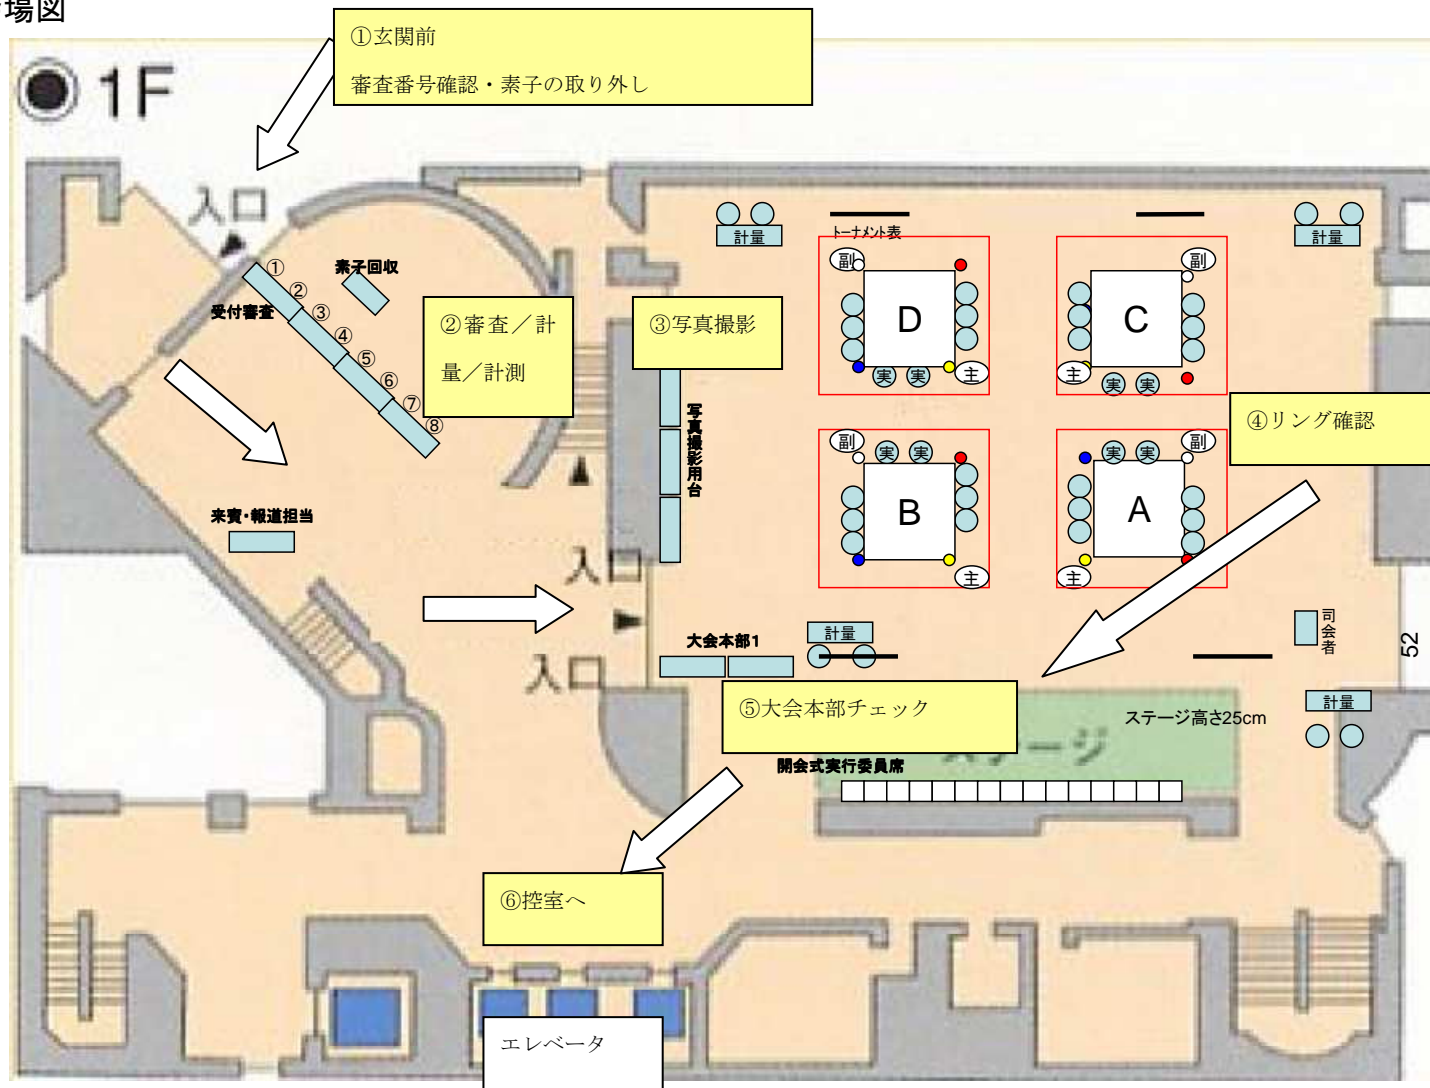 場図
①玄関前
審査番号確認・素子の取り外し
1F
入口
素子回収
受付審査
①
②
③
④
⑤
⑥
⑦
⑧
②審査／計
量／計測
③写真撮影
写真撮影用台
来賓・報道担当
入口
入口
計量
トーナメント表
計量
副
D
主
実
実
副
C
主
実
実
副
実
実
B
主
副
実
実
A
主
④リング確認
大会本部1
計量
司会者
52
計量
⑤大会本部チェック
ステージ高さ25cm
開会式実行委員席
⑥控室へ
エレベータ